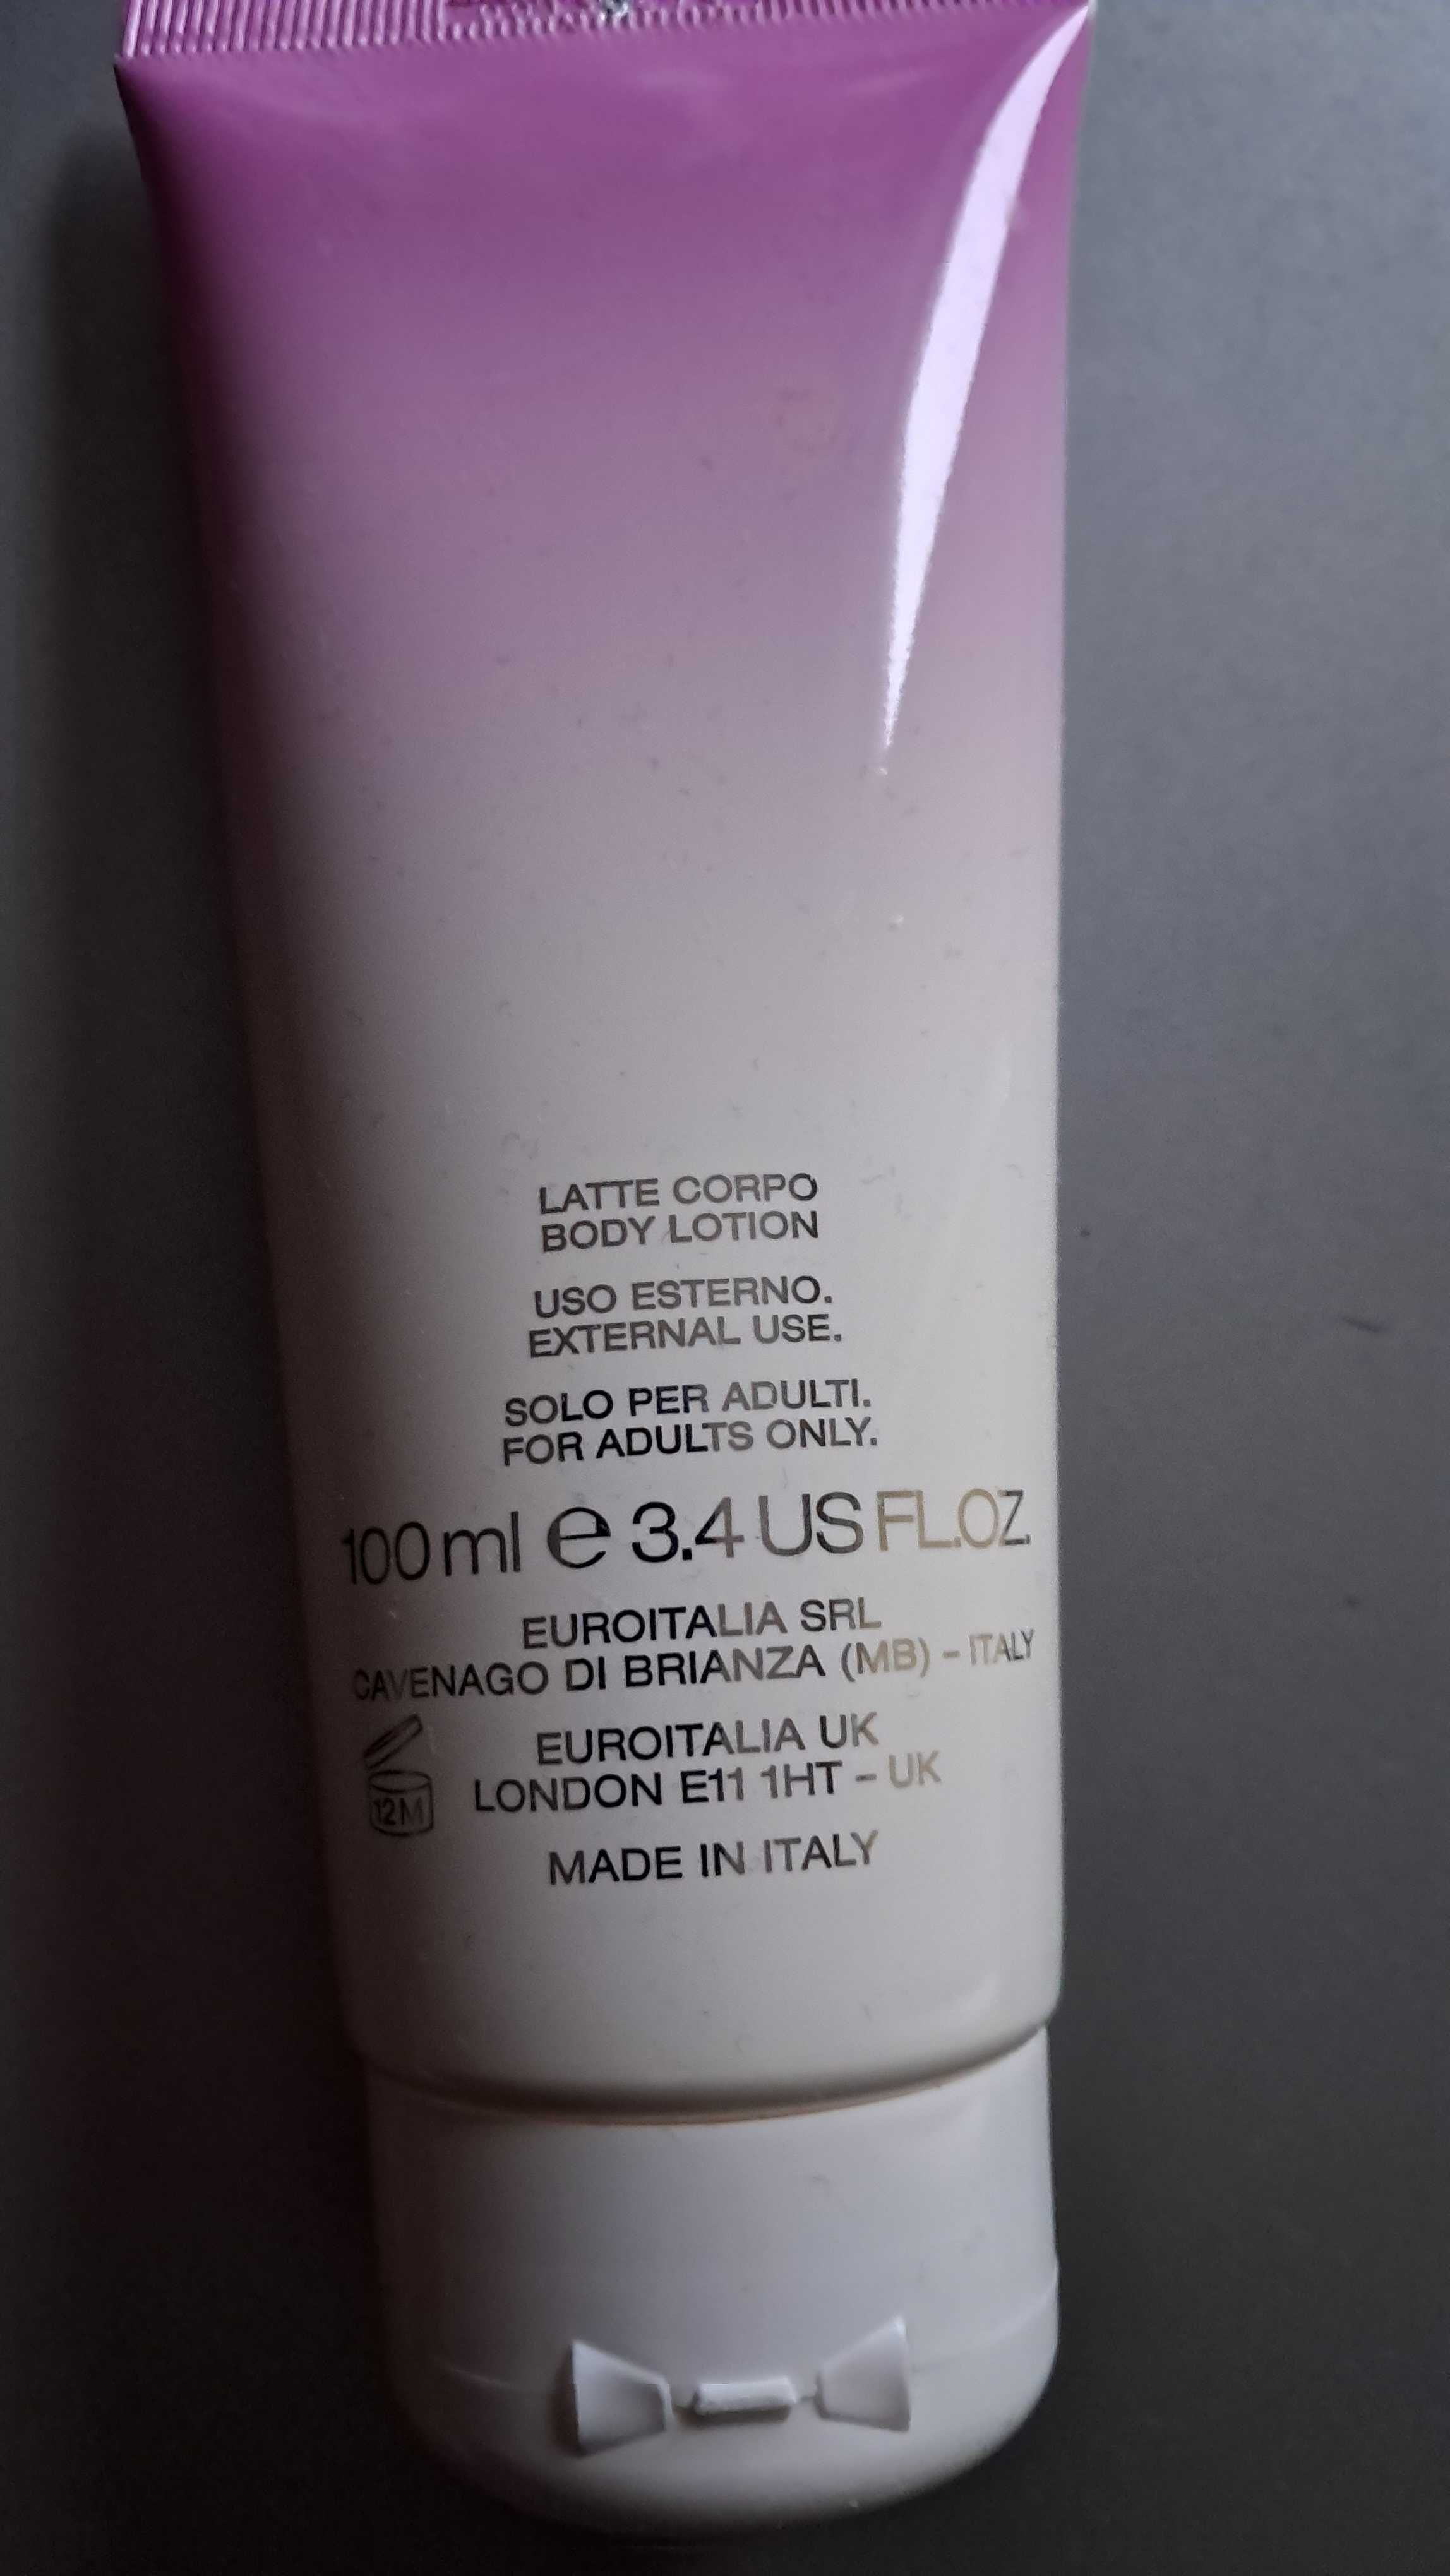 LATTE CORPO
BODY LOTION
USO ESTERNO.
EXTERNAL USE.
SOLO PER ADULTI.
FOR ADULTS ONLY.
100 ml e 3.4 US FL.OZ.
EUROITALIA SRL
CAVENAGO DI BRIANZA (MB) – ITALY
EUROITALIA UK
LONDON E11 1HT – UK
12M
MADE IN ITALY